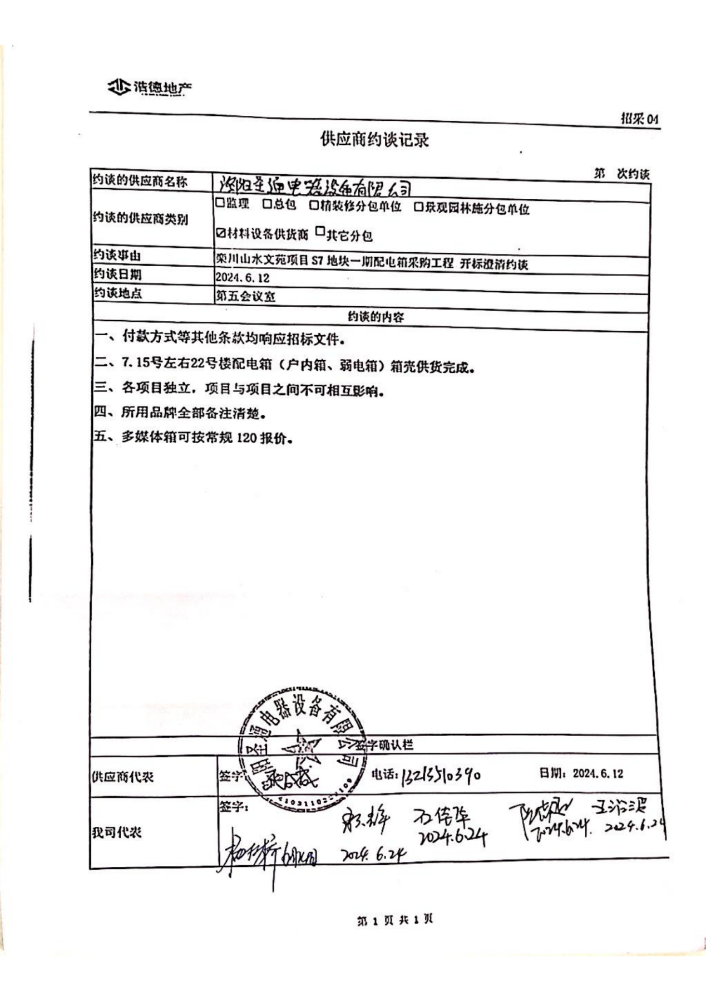 浩德地产
招采 04
供应商约谈记录
第 次约谈
约谈的供应商名称 洛阳圣通电器设备有限公司
约谈的供应商类别 □监理 □总包 □精装修分包单位 □景观园林施分包单位
☑材料设备供货商 □其它分包
约谈事由 栾川山水文苑项目 S7 地块一期配电箱采购工程 开标澄清约谈
约谈日期 2024.6.12
约谈地点 第五会议室
约谈的内容
一、付款方式等其他条款均响应招标文件。
二、7.15号左右22号楼配电箱（户内箱、弱电箱）箱壳供货完成。
三、各项目独立，项目与项目之间不可相互影响。
四、所用品牌全部备注清楚。
五、多媒体箱可按常规 120 报价。
阳圣通电器设备有限公司
签字确认栏
供应商代表 签字: 电话:13213510390 日期：2024.6.12
我司代表 签字:
2024.6.24 2024.6.24 2024.6.24. 2024.6.24
第 1 页 共 1 页